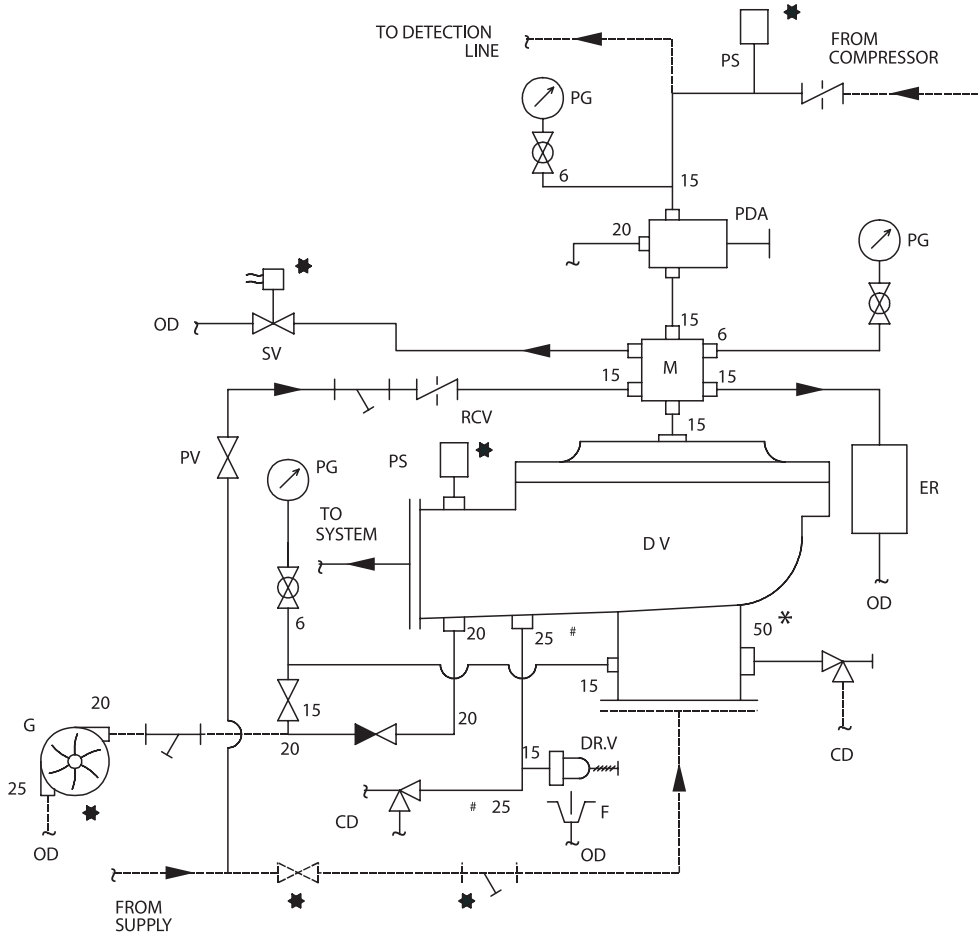 TO DETECTION
LINE
PS
FROM
COMPRESSOR
PG
6
15
PDA
20
PG
OD
SV
15
6
M
15
15
RCV
15
PV
PG
PS
ER
TO
SYSTEM
D V
OD
6
20
25 #
50 *
15
15
20
G
20
20
25
15
DR.V
CD
# 25
F
CD
OD
OD
FROM
SUPPLY